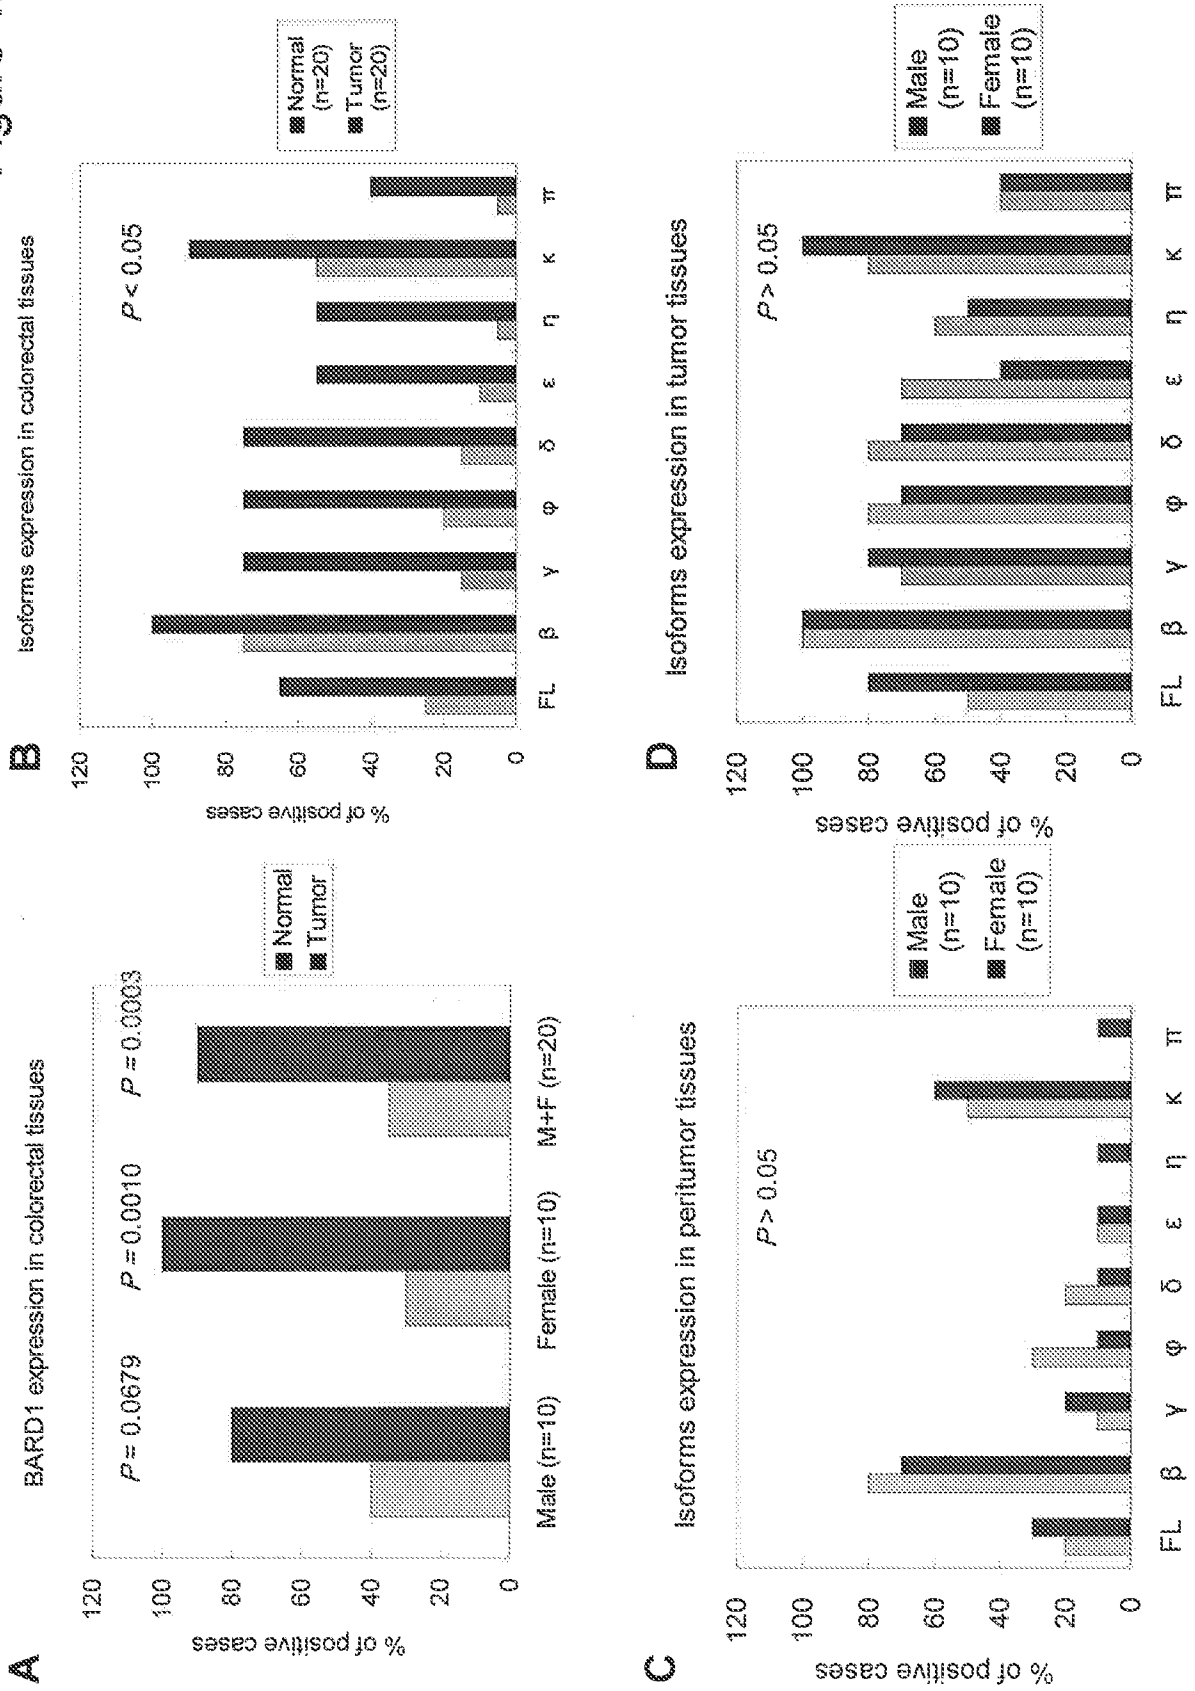 A
BARD1 expression in colorectal tissues
% of positive cases
120
100
80
60
40
20
0
P = 0.0679
P = 0.0010
P = 0.0003
Male (n=10)
Female (n=10)
M+F (n=20)
Normal
Tumor
B
Isoforms expression in colorectal tissues
% of positive cases
120
100
80
60
40
20
0
P < 0.05
FL β γ φ δ ε η κ π
Normal
(n=20)
Tumor
(n=20)
C
Isoforms expression in peritumor tissues
% of positive cases
120
100
80
60
40
20
0
P > 0.05
FL β γ φ δ ε η κ π
Male
(n=10)
Female
(n=10)
D
Isoforms expression in tumor tissues
% of positive cases
120
100
80
60
40
20
0
P > 0.05
FL β γ φ δ ε η κ π
Male
(n=10)
Female
(n=10)